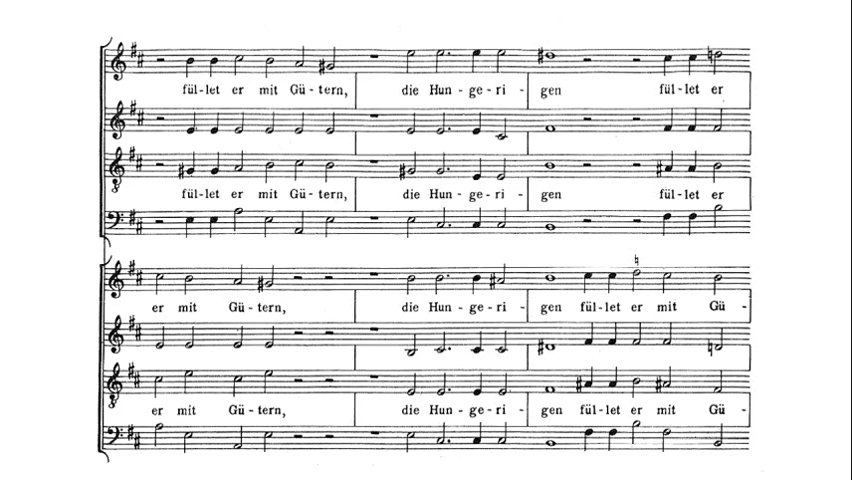 fül-let er mit Gü-tern, die Hun-ge-ri-gen fül-let er
fül-let er mit Gü-tern, die Hun-ge-ri-gen fül-let er
er mit Gü-tern, die Hun-ge-ri-gen fül-let er mit Gü-
er mit Gü-tern, die Hun-ge-ri-gen fül-let er mit Gü-